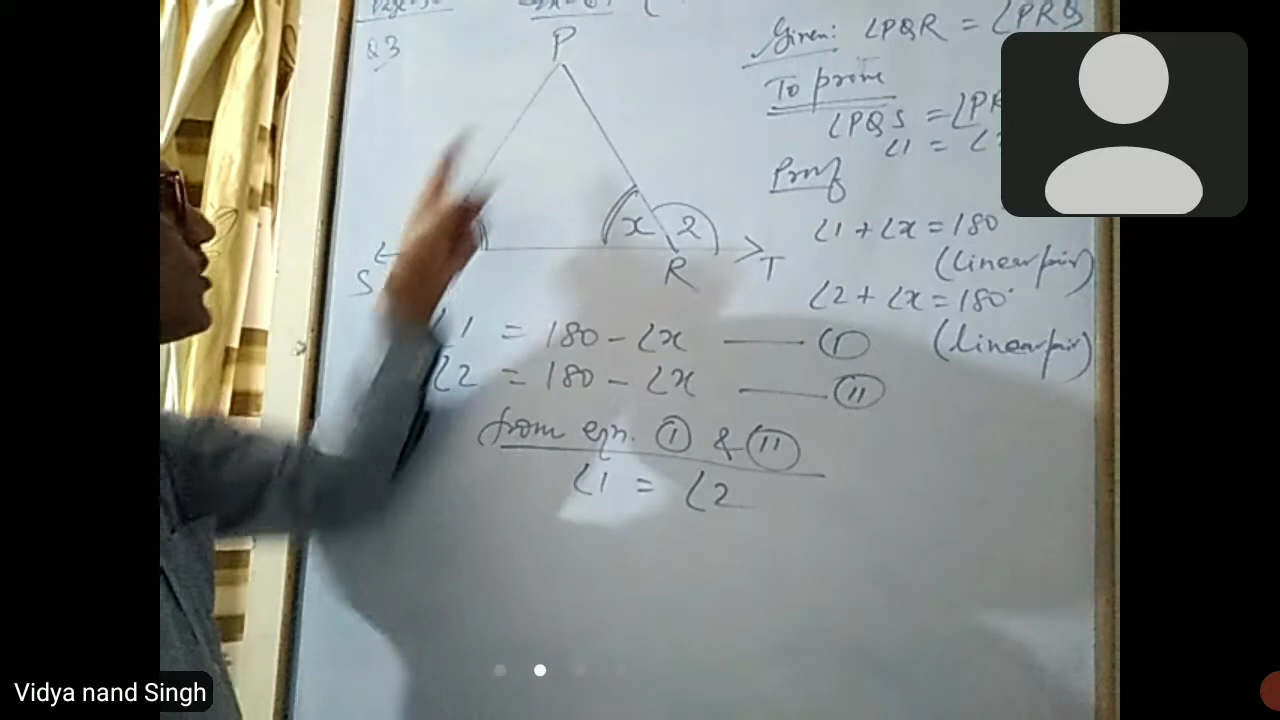 Q3
P
Given: ∠PQR = ∠PRQ
To prove
∠PQS = ∠PR
∠1 = ∠
Proof
x 2
S R T
∠1 + ∠x = 180
(linear pair)
∠2 + ∠x = 180°
(linear pair)
∠1 = 180 - ∠x —— I
∠2 = 180 - ∠x —— II
from eqn. I & II
∠1 = ∠2
Vidya nand Singh